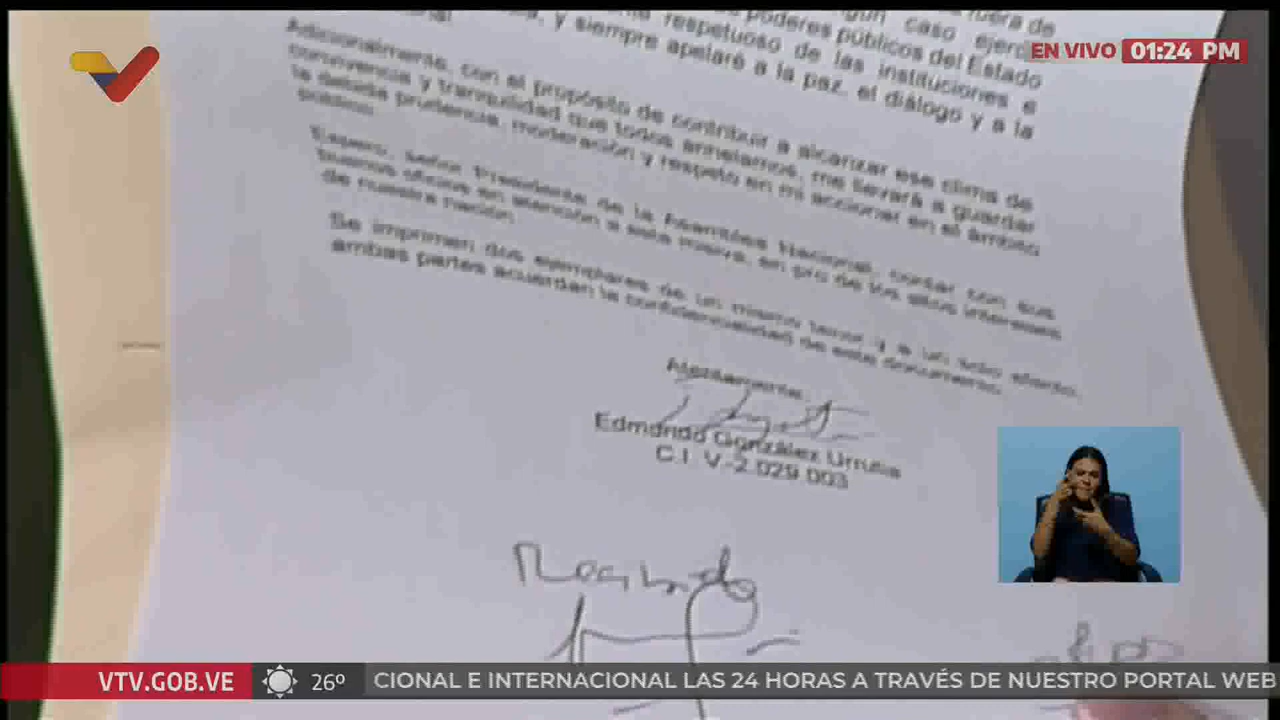 EN VIVO 01:24 PM
fuera de
ningún caso
poderes públicos del Estado
respetuoso de las instituciones e
, y siempre apelaré a la paz, el diálogo y a la
Adicionalmente, con el propósito de contribuir a alcanzar ese clima de
convivencia y tranquilidad que todos anhelamos, me llevará a guardar
la debida prudencia, moderación y respeto en mi accionar en el ámbito
público.
Espero, señor Presidente de la Asamblea Nacional, contar con sus
buenos oficios en atención a esta misiva, en pro de los altos intereses
de nuestra nación.
Se imprimen dos ejemplares de un mismo tenor y a un solo efecto,
ambas partes acuerdan la confidencialidad de este documento.
Atentamente,
Edmundo González Urrutia
C.I. V-2.029.003
Recibido
VTV.GOB.VE 26º CIONAL E INTERNACIONAL LAS 24 HORAS A TRAVÉS DE NUESTRO PORTAL WEB